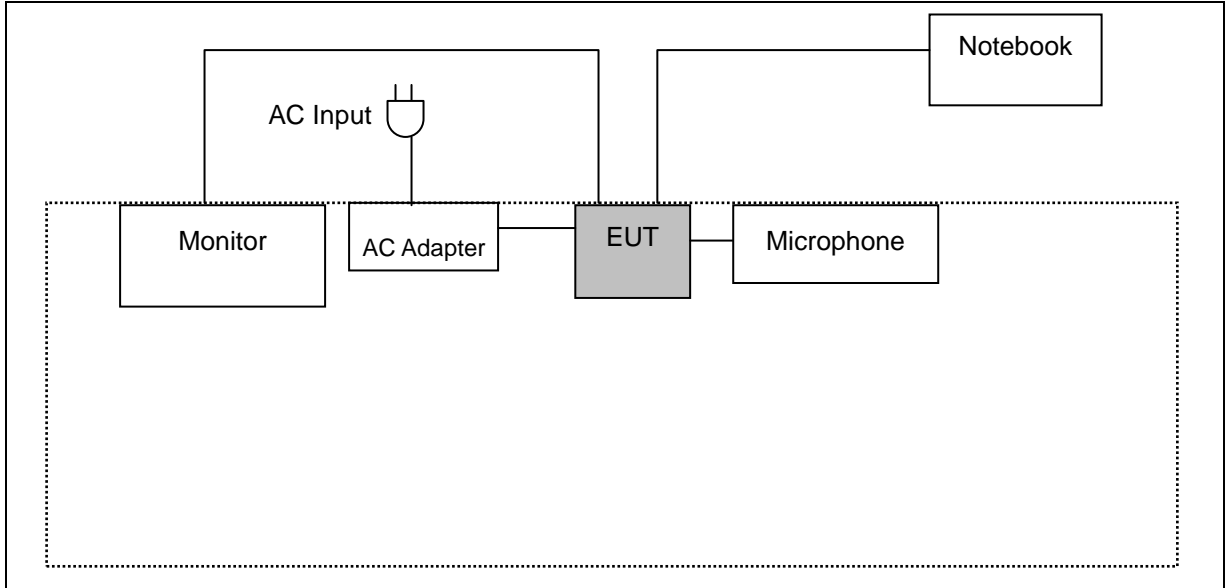 Notebook
AC Input
Monitor
AC Adapter
EUT
Microphone